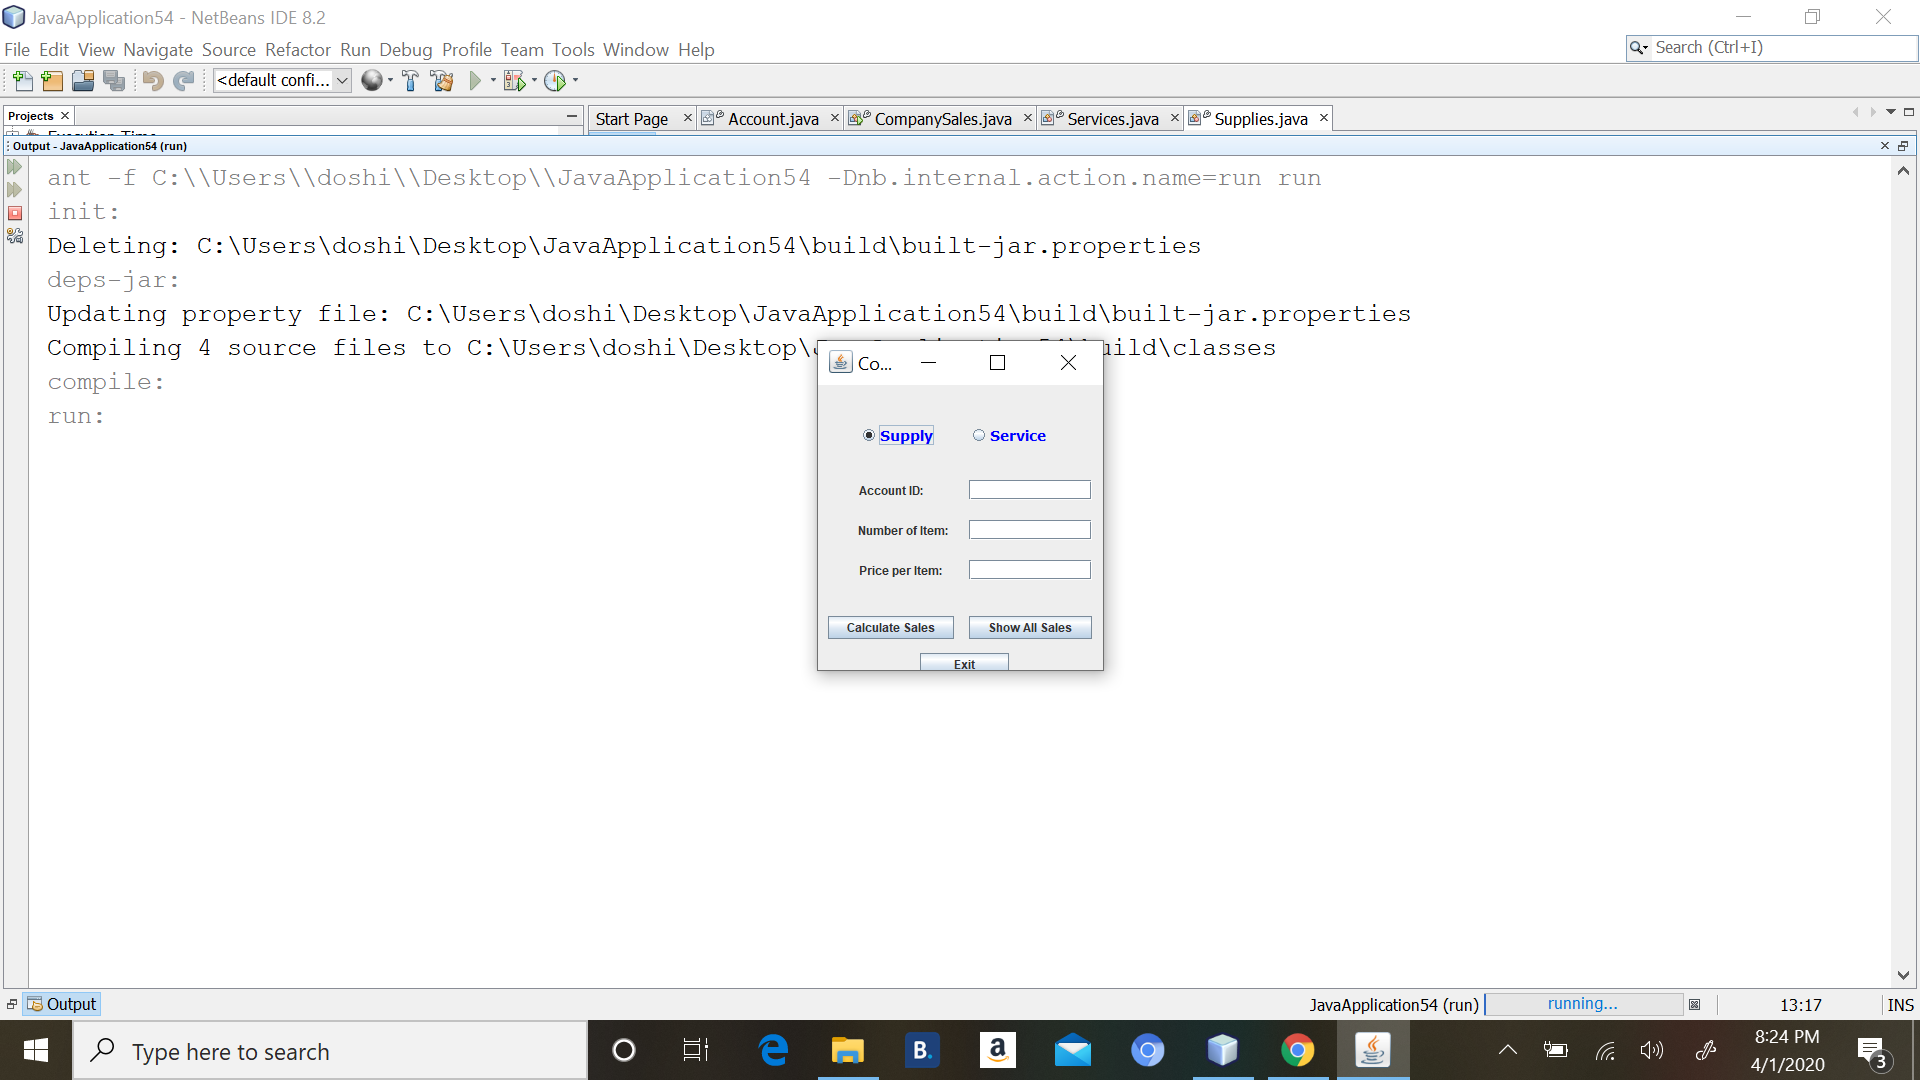 JavaApplication54 - NetBeans IDE 8.2
File Edit View Navigate Source Refactor Run Debug Profile Team Tools Window Help
Search (Ctrl+I)
<default confi...
Projects
Start Page
Account.java
CompanySales.java
Services.java
Supplies.java
Execution Time
Output - JavaApplication54 (run)
ant -f C:\\Users\\doshi\\Desktop\\JavaApplication54 -Dnb.internal.action.name=run run
init:
Deleting: C:\Users\doshi\Desktop\JavaApplication54\build\built-jar.properties
deps-jar:
Updating property file: C:\Users\doshi\Desktop\JavaApplication54\build\built-jar.properties
Compiling 4 source files to C:\Users\doshi\Desktop\JavaApplication54\build\classes
compile:
run:
Co...
Supply
Service
Account ID:
Number of Item:
Price per Item:
Calculate Sales
Show All Sales
Exit
Output
JavaApplication54 (run)
running...
13:17
INS
Type here to search
B.
a
8:24 PM
4/1/2020
3